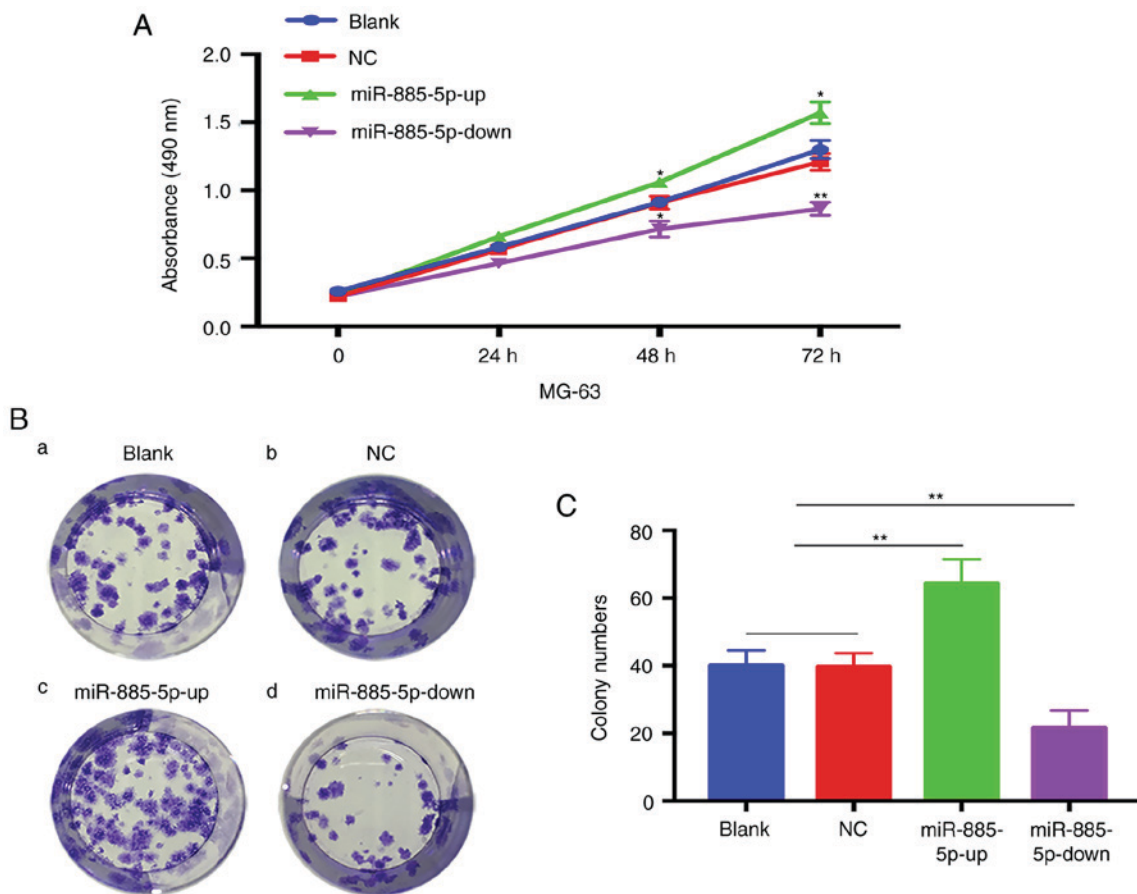 A
Blank
NC
miR-885-5p-up
miR-885-5p-down
Absorbance (490 nm)
2.0
1.5
1.0
0.5
0.0
*
*
*
**
0
24 h
48 h
72 h
MG-63
B
a
Blank
b
NC
c
miR-885-5p-up
d
miR-885-5p-down
C
**
**
Colony numbers
80
60
40
20
0
Blank
NC
miR-885-
5p-up
miR-885-
5p-down